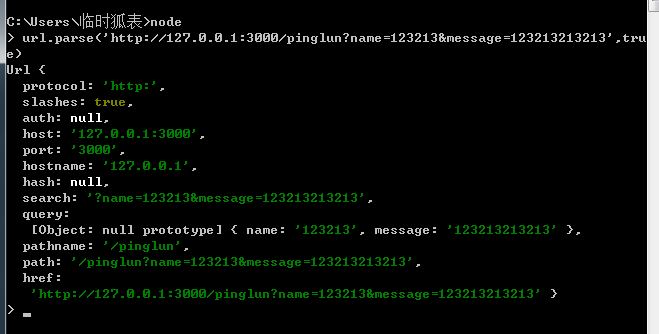 C:\Users\临时狐表>node
> url.parse('http://127.0.0.1:3000/pinglun?name=123213&message=123213213213',tru
e)
Url {
  protocol: 'http:',
  slashes: true,
  auth: null,
  host: '127.0.0.1:3000',
  port: '3000',
  hostname: '127.0.0.1',
  hash: null,
  search: '?name=123213&message=123213213213',
  query:
   [Object: null prototype] { name: '123213', message: '123213213213' },
  pathname: '/pinglun',
  path: '/pinglun?name=123213&message=123213213213',
  href:
   'http://127.0.0.1:3000/pinglun?name=123213&message=123213213213' }
> _